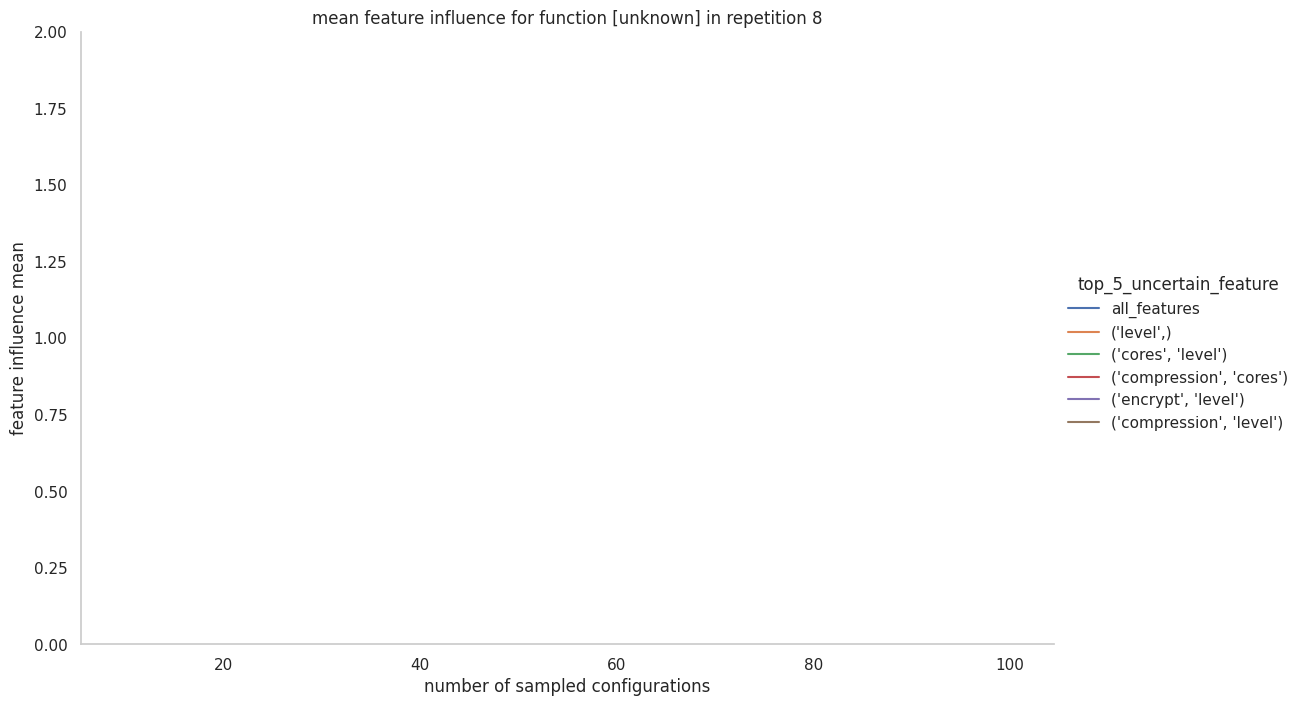 mean feature influence for function [unknown] in repetition 8
2.00
1.75
1.50
1.25
1.00
0.75
0.50
0.25
0.00
feature influence mean
20 40 60 80 100
number of sampled configurations
top_5_uncertain_feature
all_features
('level',)
('cores', 'level')
('compression', 'cores')
('encrypt', 'level')
('compression', 'level')